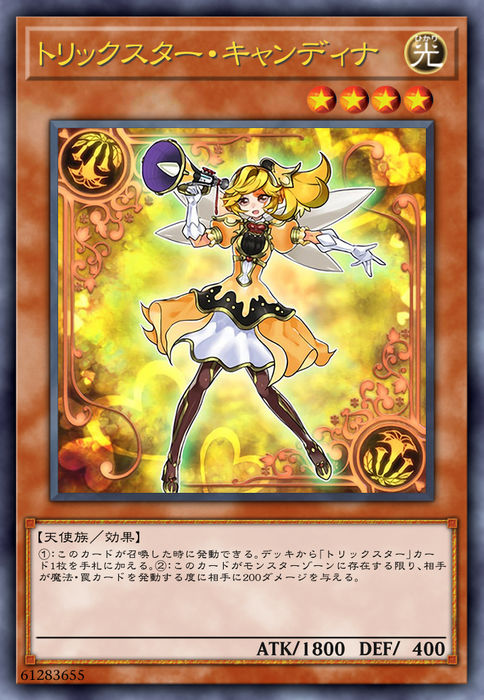 トリックスター・キャンディナ
ひかり
光
【天使族／効果】
①：このカードが召喚した時に発動できる。デッキから「トリックスター」カー
ド1枚を手札に加える。②：このカードがモンスターゾーンに存在する限り、相手
が魔法・罠カードを発動する度に相手に200ダメージを与える。
ATK/1800 DEF/ 400
61283655